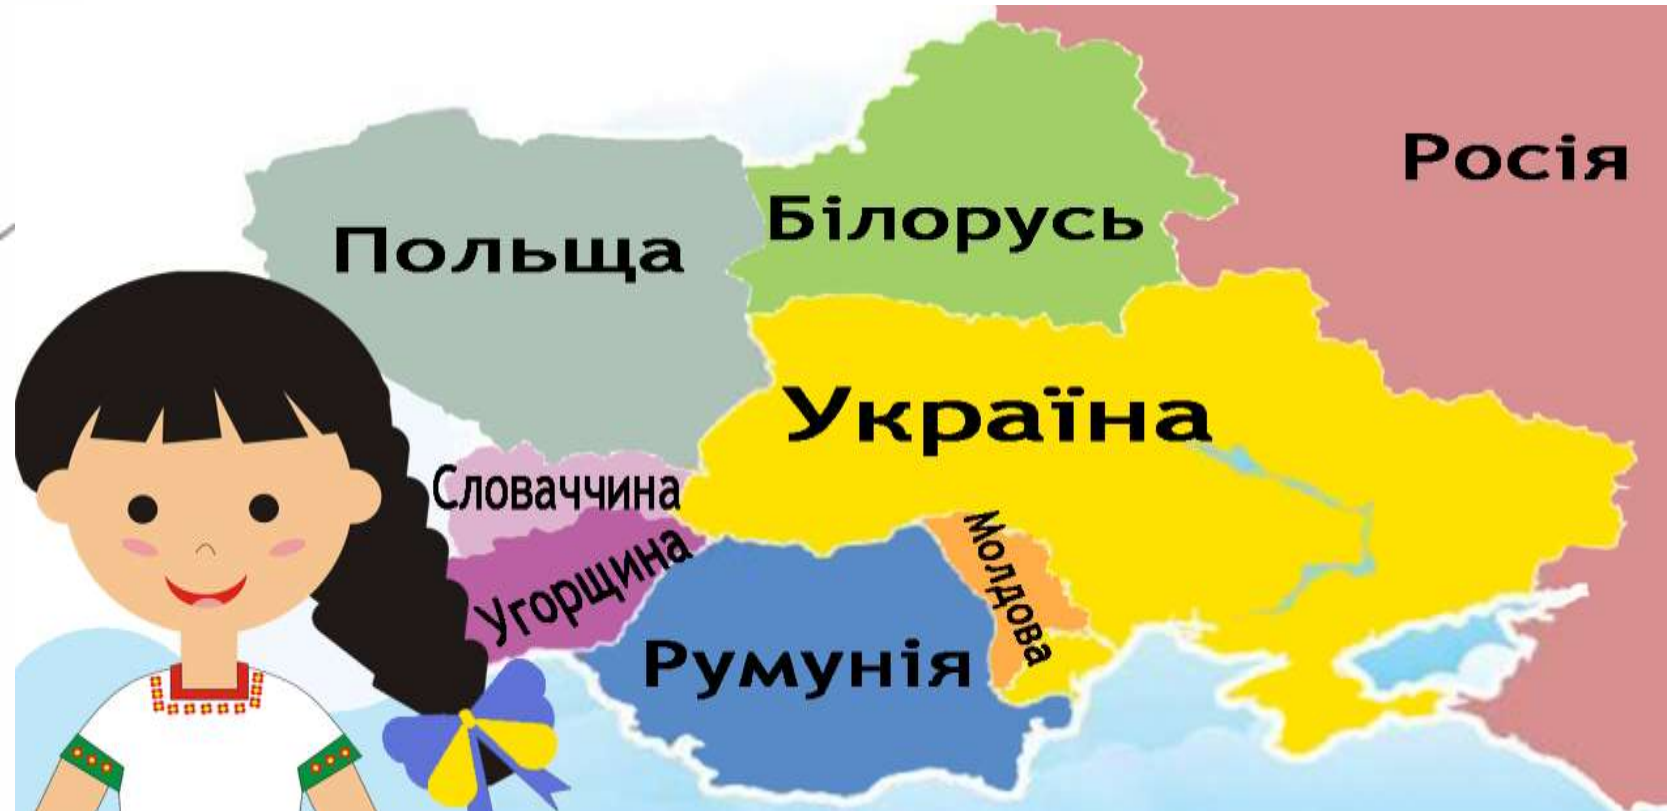 Росія
Білорусь
Польща
Україна
Словаччина
Угорщина
Молдова
Румунія